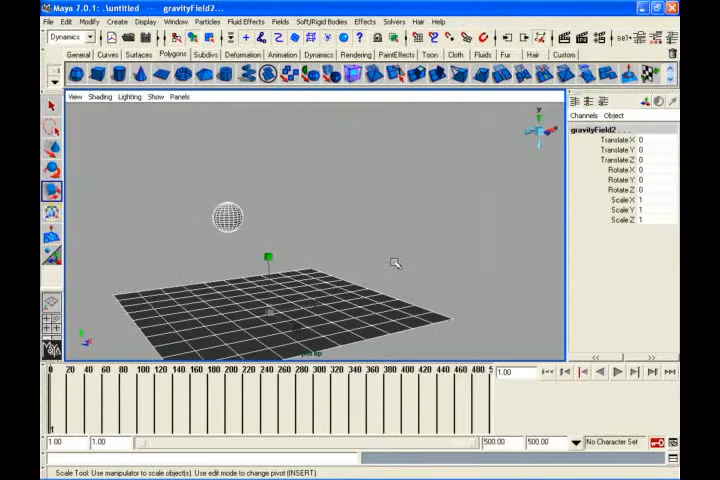 Maya 7.0.1: .\untitled --- gravityField2...
File Edit Modify Create Display Window Particles Fluid Effects Fields Soft/Rigid Bodies Effects Solvers Hair Help
Dynamics sel
General Curves Surfaces Polygons Subdivs Deformation Animation Dynamics Rendering PaintEffects Toon Cloth Fluids Fur Hair Custom
View Shading Lighting Show Panels
Channels Object
gravityField2 . . .
Translate X 0
Translate Y 0
Translate Z 0
Rotate X 0
Rotate Y 0
Rotate Z 0
Scale X 1
Scale Y 1
Scale Z 1
y
persp
0 20 40 60 80 100 120 140 160 180 200 220 240 260 280 300 320 340 360 380 400 420 440 460 480 5
1.00
1
1.00 1.00 500.00 500.00 No Character Set
Scale Tool: Use manipulator to scale object(s). Use edit mode to change pivot (INSERT).